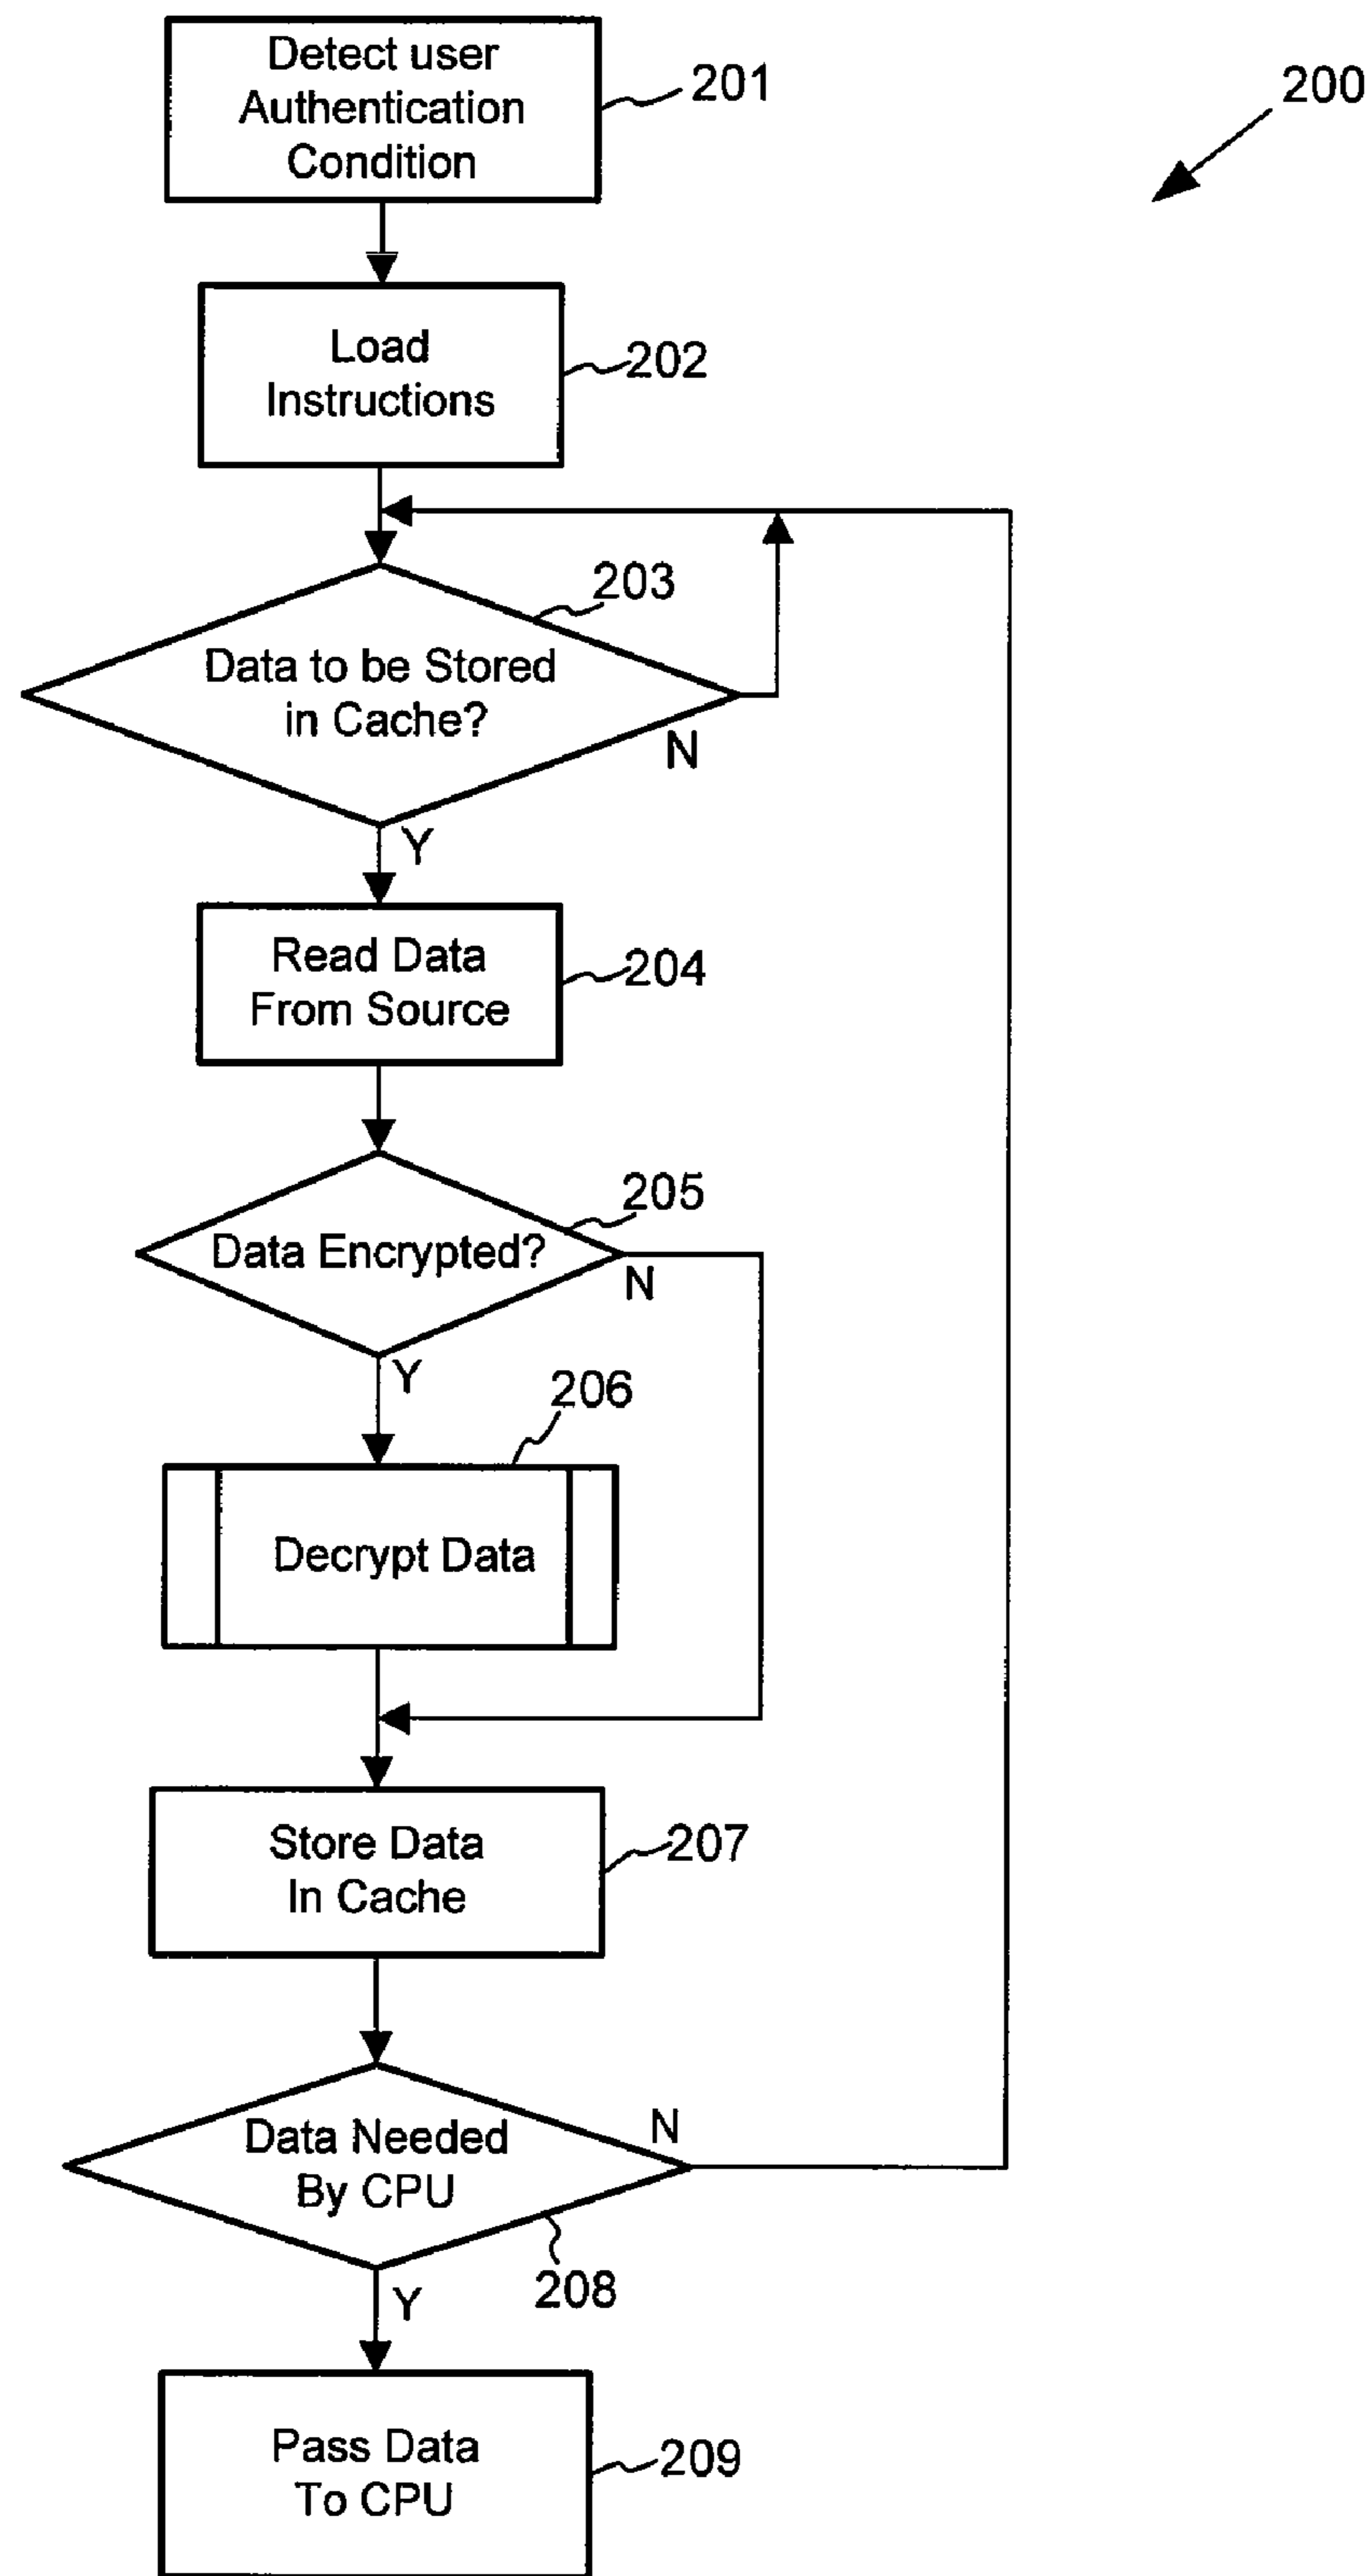 Detect user
Authentication
Condition
201
200
Load
Instructions
202
203
Data to be Stored
in Cache?
N
Y
Read Data
From Source
204
205
Data Encrypted?
N
Y
206
Decrypt Data
Store Data
In Cache
207
Data Needed
By CPU
N
208
Y
Pass Data
To CPU
209